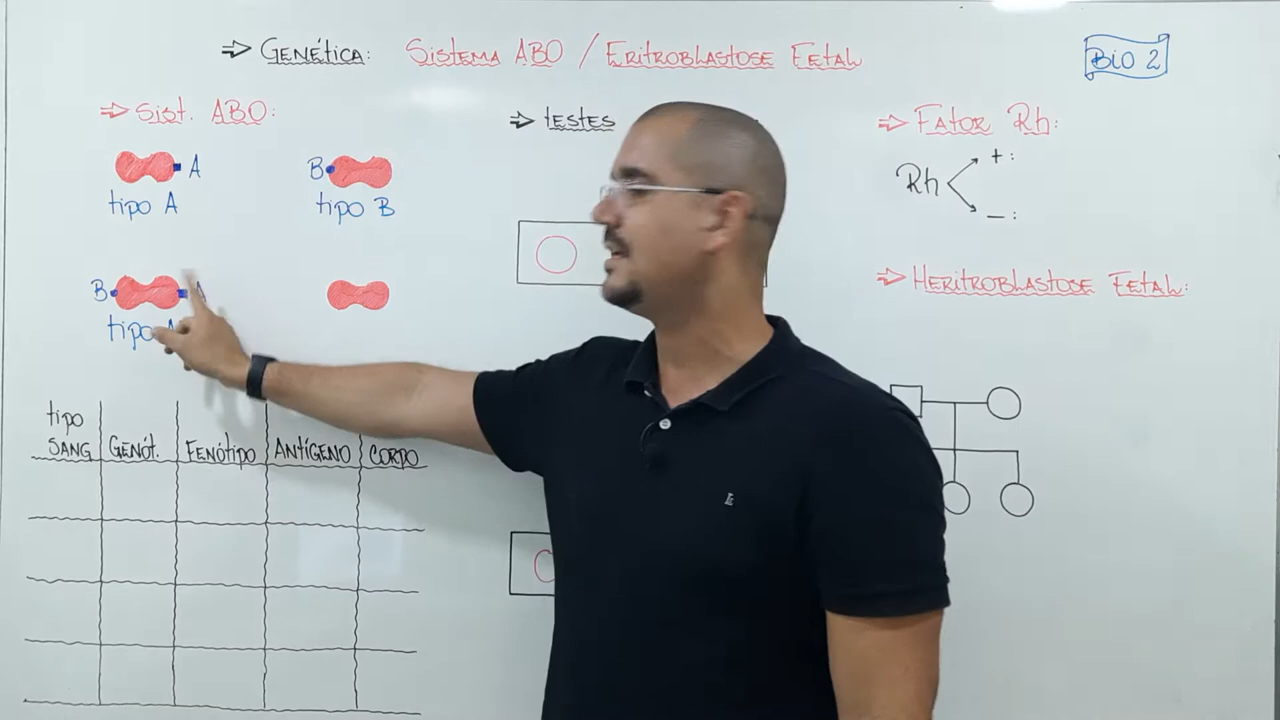 ⇒ GENÉTICA: SISTEMA ABO / ERITROBLASTOSE FETAL
BIO 2
⇒ SIST. ABO:
A
tipo A
B
tipo B
B
A
tipo
tipo
SANG
GENÓT.
FENÓTIPO
ANTÍGENO
CORPO
⇒ testes
⇒ FATOR Rh:
Rh
+ :
- :
⇒ HERITROBLASTOSE FETAL: